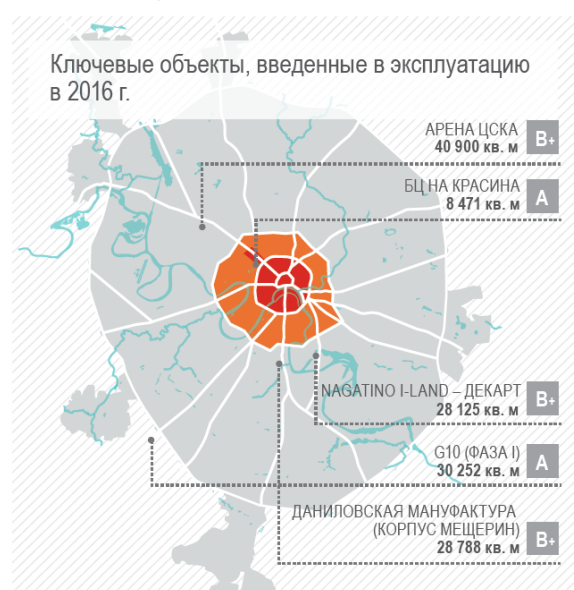 Ключевые объекты, введенные в эксплуатацию
в 2016 г.
АРЕНА ЦСКА
40 900 кв. м
B+
БЦ НА КРАСИНА
8 471 кв. м
A
NAGATINO I-LAND – ДЕКАРТ
28 125 кв. м
B+
G10 (ФАЗА I)
30 252 кв. м
A
ДАНИЛОВСКАЯ МАНУФАКТУРА
(КОРПУС МЕЩЕРИН)
28 788 кв. м
B+